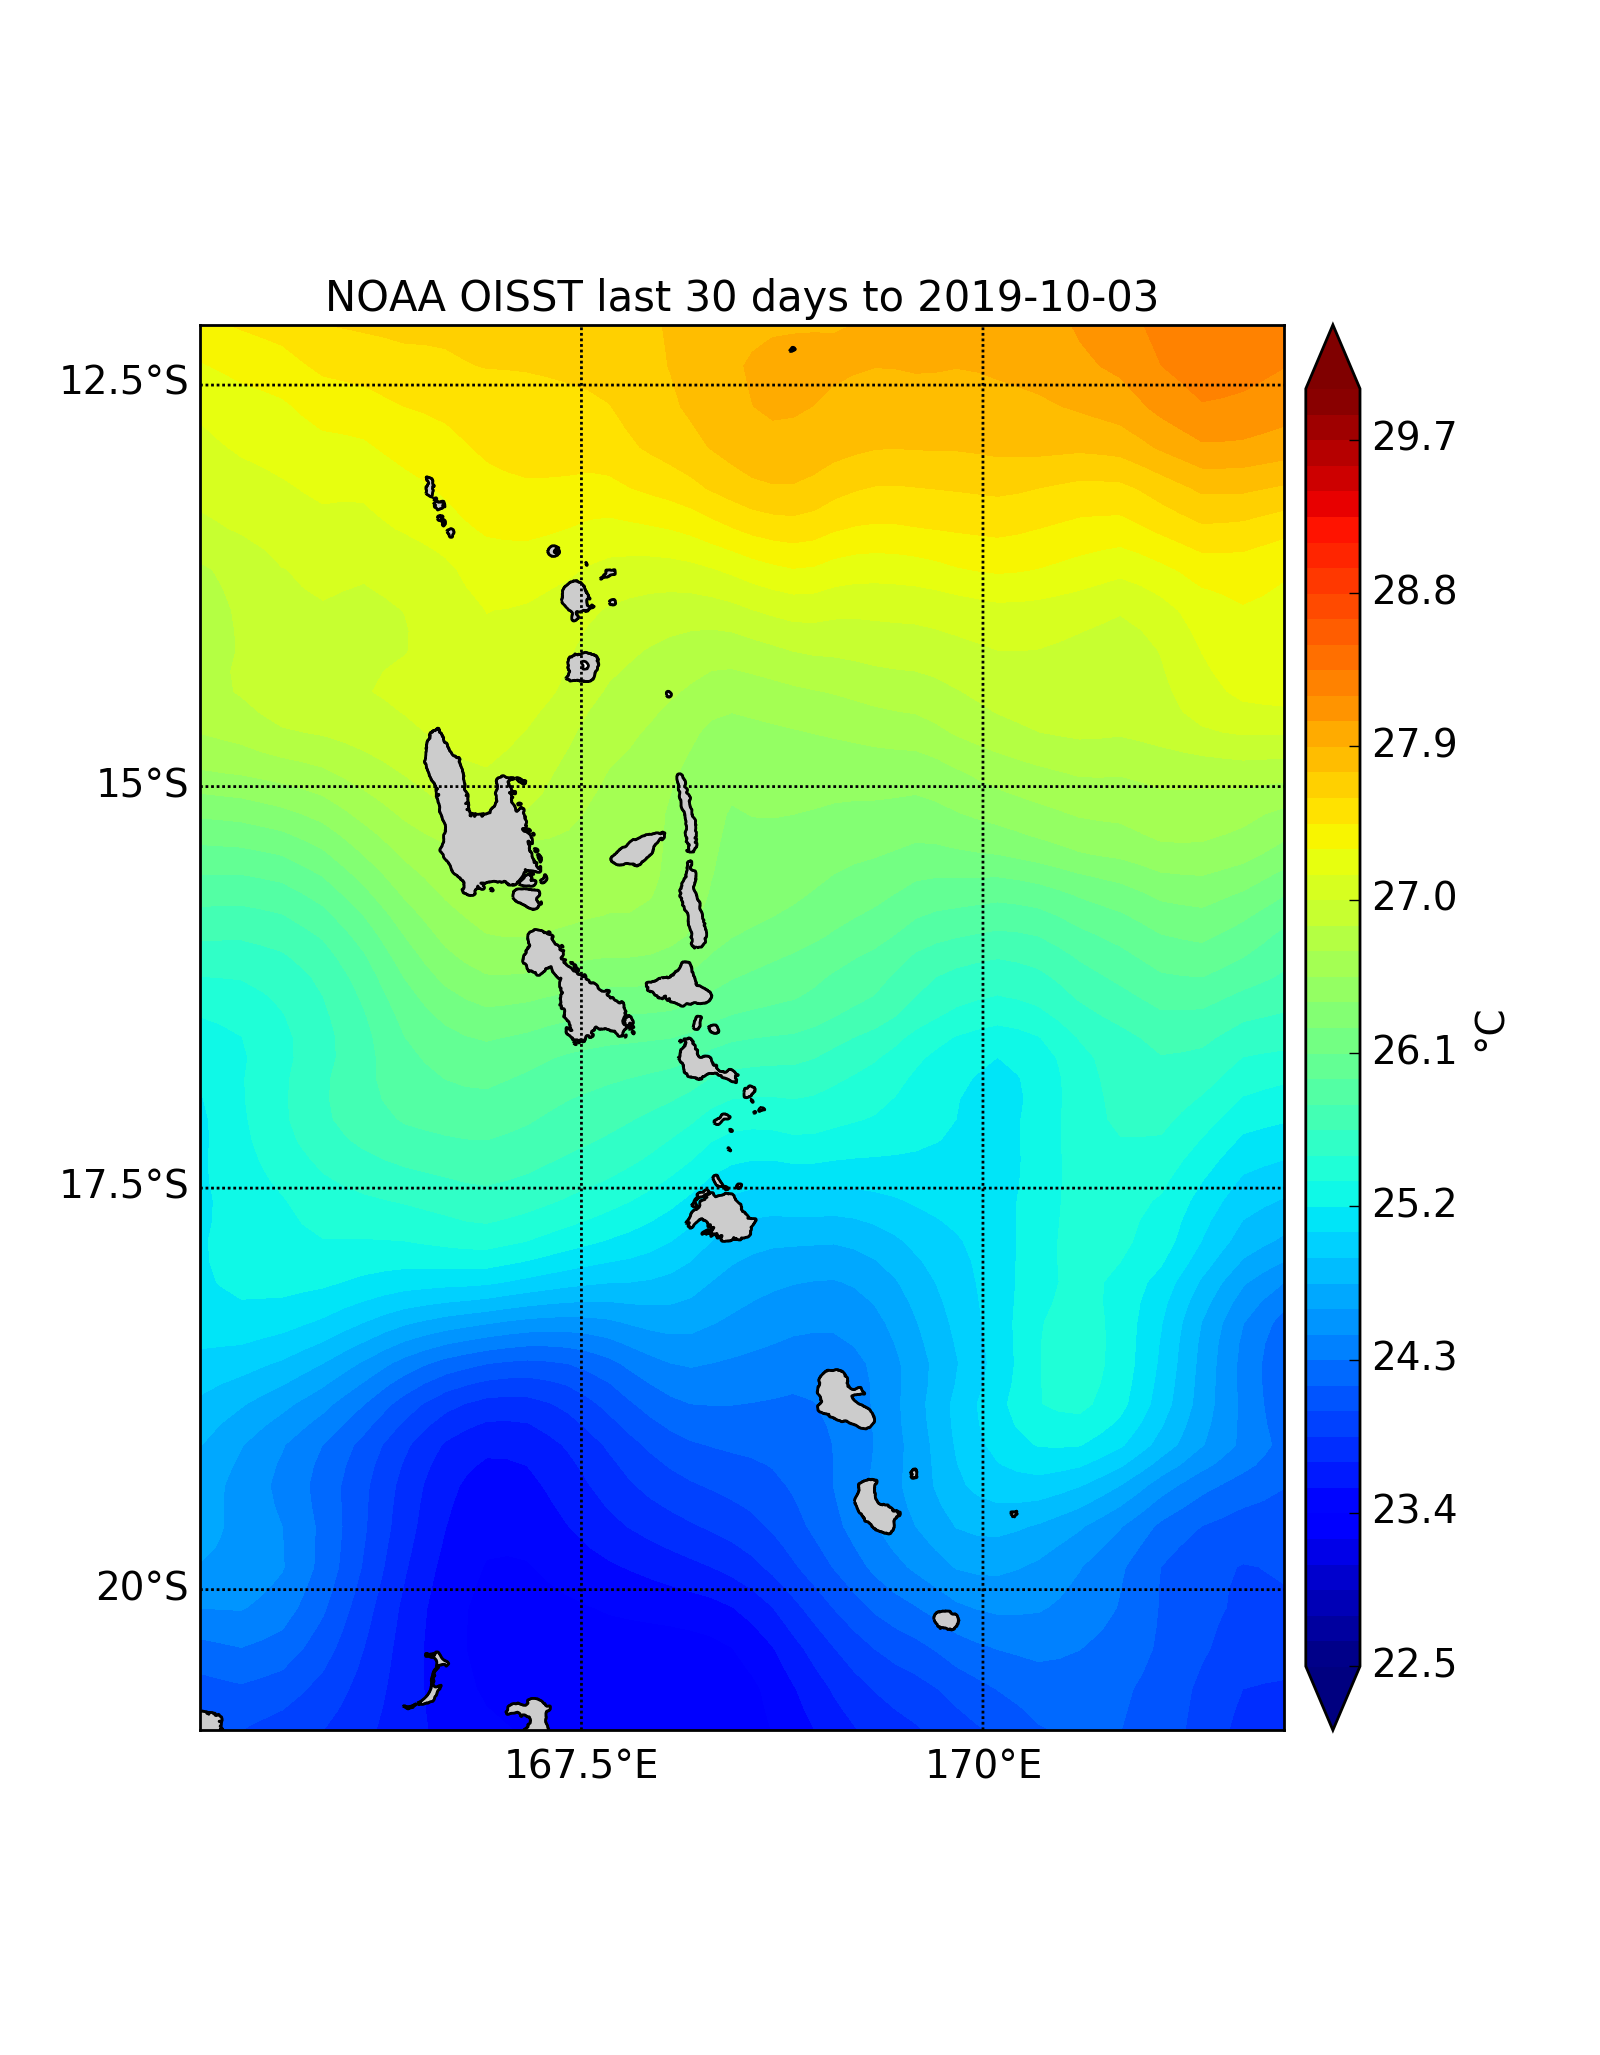 NOAA OISST last 30 days to 2019-10-03
12.5°S
15°S
17.5°S
20°S
167.5°E
170°E
29.7
28.8
27.9
27.0
26.1
25.2
24.3
23.4
22.5
°C